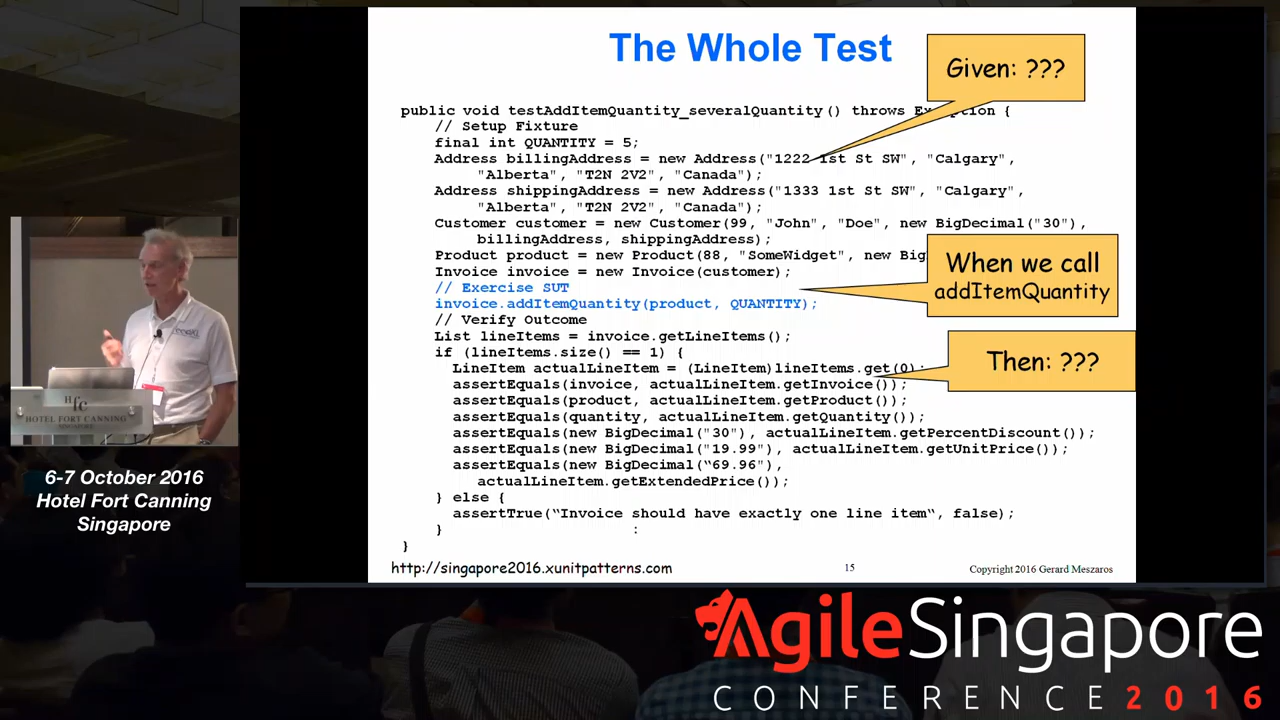 The Whole Test
Given: ???
public void testAddItemQuantity_severalQuantity () throws Ex tion {
// Setup Fixture
final int QUANTITY = 5;
Address billingAddress = new Address("1222 1st St SW", "Calgary",
"Alberta", "T2N 2V2", "Canada");
Address shippingAddress = new Address("1333 1st St SW", "Calgary",
"Alberta", "T2N 2V2", "Canada");
Customer customer = new Customer(99, "John", "Doe", new BigDecimal("30"),
billingAddress, shippingAddress);
Product product = new Product(88, "SomeWidget", new Big
Invoice invoice = new Invoice(customer);
When we call
addItemQuantity
// Exercise SUT
invoice.addItemQuantity(product, QUANTITY);
// Verify Outcome
List lineItems = invoice.getLineItems();
if (lineItems.size() == 1) {
Then: ???
LineItem actualLineItem = (LineItem)lineItems.get(0);
assertEquals(invoice, actualLineItem.getInvoice());
assertEquals(product, actualLineItem.getProduct());
assertEquals(quantity, actualLineItem.getQuantity());
assertEquals(new BigDecimal("30"), actualLineItem.getPercentDiscount());
assertEquals(new BigDecimal("19.99"), actualLineItem.getUnitPrice());
assertEquals(new BigDecimal(“69.96"),
actualLineItem.getExtendedPrice());
} else {
assertTrue(“Invoice should have exactly one line item“, false);
}
}
http://singapore2016.xunitpatterns.com
15
Copyright 2016 Gerard Meszaros
Hfc
HOTEL FORT CANNING
SINGAPORE
6-7 October 2016
Hotel Fort Canning
Singapore
AgileSingapore
CONFERENCE 2016